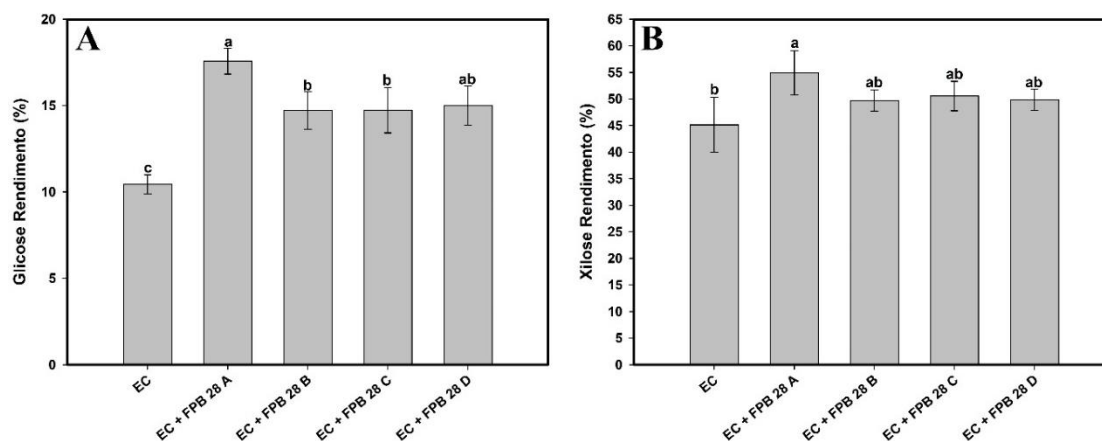 A
Glicose Rendimento (%)
20
15
10
5
0
c
a
b
b
ab
EC
EC + FPB 28 A
EC + FPB 28 B
EC + FPB 28 C
EC + FPB 28 D
B
Xilose Rendimento (%)
65
60
55
50
45
40
35
30
25
20
15
10
5
0
b
a
ab
ab
ab
EC
EC + FPB 28 A
EC + FPB 28 B
EC + FPB 28 C
EC + FPB 28 D